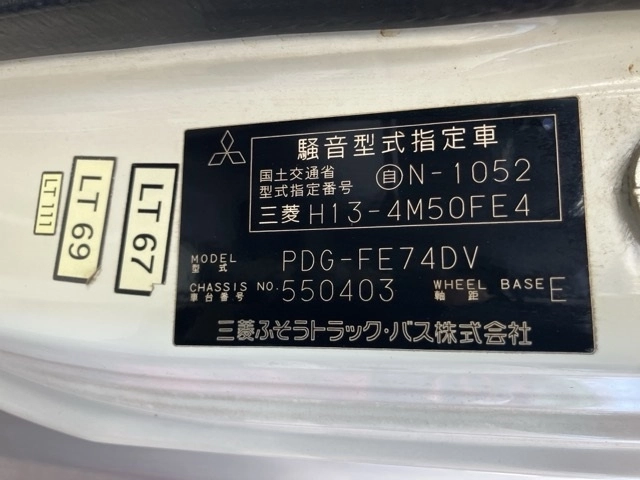 騒音型式指定車
国土交通省
型式指定番号 自N-1052
三菱 H13-4M50FE4
MODEL
型式 PDG-FE74DV
CHASSIS NO.
車台番号 550403 WHEEL BASE
軸距 E
三菱ふそうトラック・バス株式会社
LT 111
LT 69
LT 67